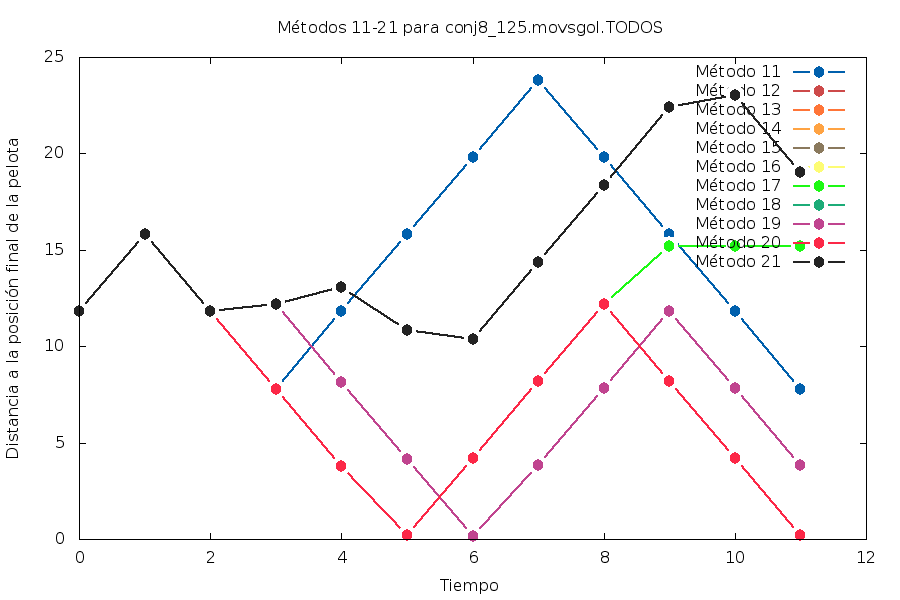 Métodos 11-21 para conj8_125.movsgol.TODOS
Distancia a la posición final de la pelota
25
20
15
10
5
0
Método 11
Método 12
Método 13
Método 14
Método 15
Método 16
Método 17
Método 18
Método 19
Método 20
Método 21
0 2 4 6 8 10 12
Tiempo